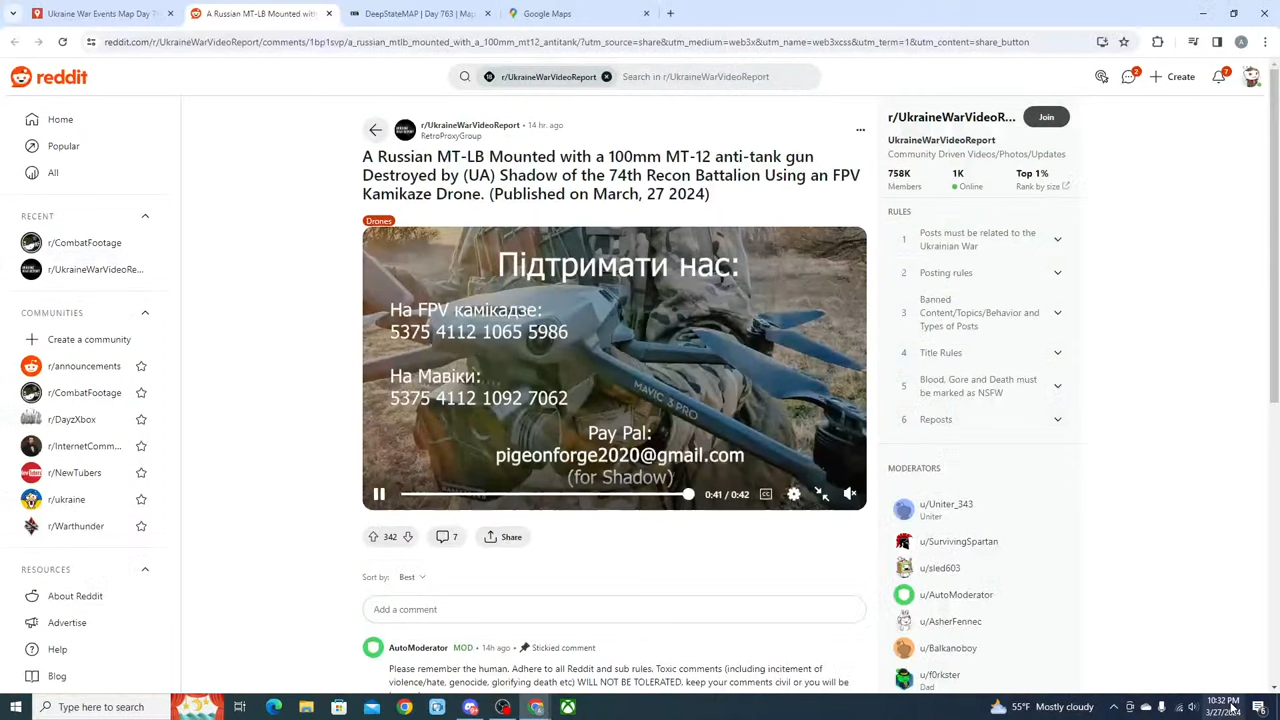 Ukraine War Events Map Day 7
A Russian MT-LB Mounted with
DeepStateMAP | Day 763 |
Google Maps
reddit.com/r/UkraineWarVideoReport/comments/1bp1svp/a_russian_mtlb_mounted_with_a_100mm_mt12_antitank/?utm_source=share&utm_medium=web3x&utm_name=web3xcss&utm_term=1&utm_content=share_button
A
reddit
r/UkraineWarVideoReport
Search in r/UkraineWarVideoReport
2
Create
7
Home
Popular
All
RECENT
r/CombatFootage
r/UkraineWarVideoRe...
COMMUNITIES
Create a community
r/announcements
r/CombatFootage
r/DayzXbox
r/InternetComm...
r/NewTubers
r/ukraine
r/Warthunder
RESOURCES
About Reddit
Advertise
Help
Blog
r/UkraineWarVideoReport • 14 hr. ago
RetroProxyGroup
A Russian MT-LB Mounted with a 100mm MT-12 anti-tank gun
Destroyed by (UA) Shadow of the 74th Recon Battalion Using an FPV
Kamikaze Drone. (Published on March, 27 2024)
Drones
Підтримати нас:
На FPV камікадзе:
5375 4112 1065 5986
На Мавіки:
5375 4112 1092 7062
MAVIC 3 PRO
Pay Pal:
pigeonforge2020@gmail.com
(for Shadow)
0:41 / 0:42
CC
342
7
Share
Sort by:
Best
Add a comment
AutoModerator MOD • 14h ago • Stickied comment
Please remember the human. Adhere to all Reddit and sub rules. Toxic comments (including incitement of
violence/hate, genocide, glorifying death etc) WILL NOT BE TOLERATED, keep your comments civil or you will be
r/UkraineWarVideoR...
Join
UkraineWarVideoReport
Community Driven Videos/Photos/Updates
758K
1K
Top 1%
Members
Online
Rank by size
RULES
1
Posts must be related to the
Ukrainian War
2
Posting rules
3
Banned
Content/Topics/Behavior and
Types of Posts
4
Title Rules
5
Blood, Gore and Death must
be marked as NSFW
6
Reposts
MODERATORS
u/Uniter_343
Uniter
u/SurvivingSpartan
u/sled603
u/AutoModerator
u/AsherFennec
u/Balkanoboy
u/f0rkster
Dad
Type here to search
55°F Mostly cloudy
10:32 PM
6